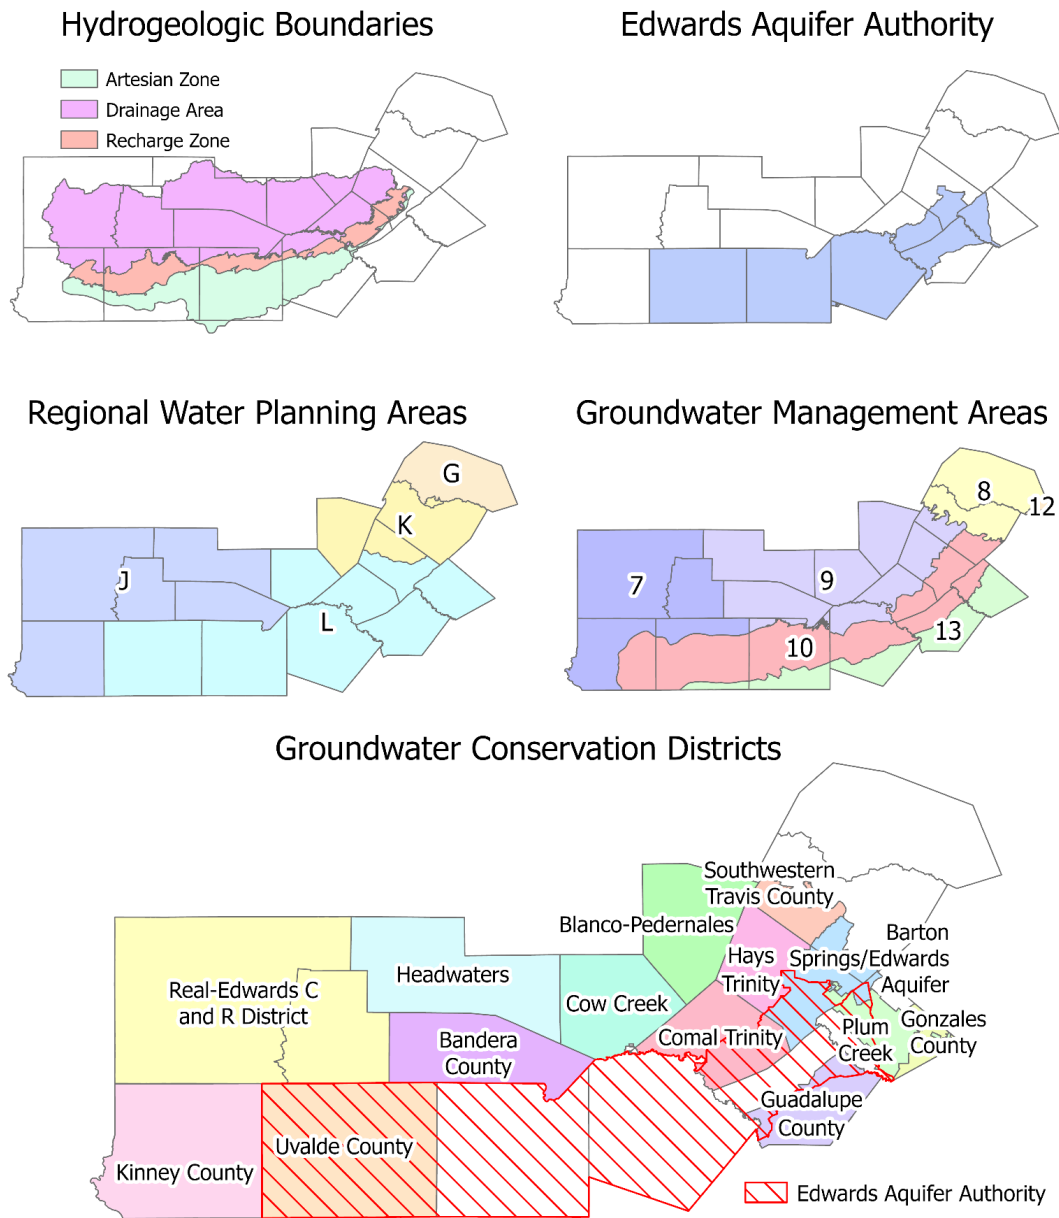 Hydrogeologic Boundaries
Artesian Zone
Drainage Area
Recharge Zone
Edwards Aquifer Authority
Regional Water Planning Areas
G
K
J
L
Groundwater Management Areas
8
12
7
9
13
10
Groundwater Conservation Districts
Southwestern
Travis County
Blanco-Pedernales
Barton
Springs/Edwards
Aquifer
Hays
Trinity
Headwaters
Real-Edwards C
and R District
Cow Creek
Comal Trinity
Plum
Creek
Gonzales
County
Bandera
County
Guadalupe
County
Uvalde County
Kinney County
Edwards Aquifer Authority